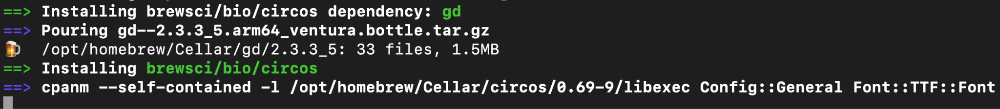 ==> Installing brewsci/bio/circos dependency: gd
==> Pouring gd--2.3.3_5.arm64_ventura.bottle.tar.gz
🍺 /opt/homebrew/Cellar/gd/2.3.3_5: 33 files, 1.5MB
==> Installing brewsci/bio/circos
==> cpanm --self-contained -l /opt/homebrew/Cellar/circos/0.69-9/libexec Config::General Font::TTF::Font